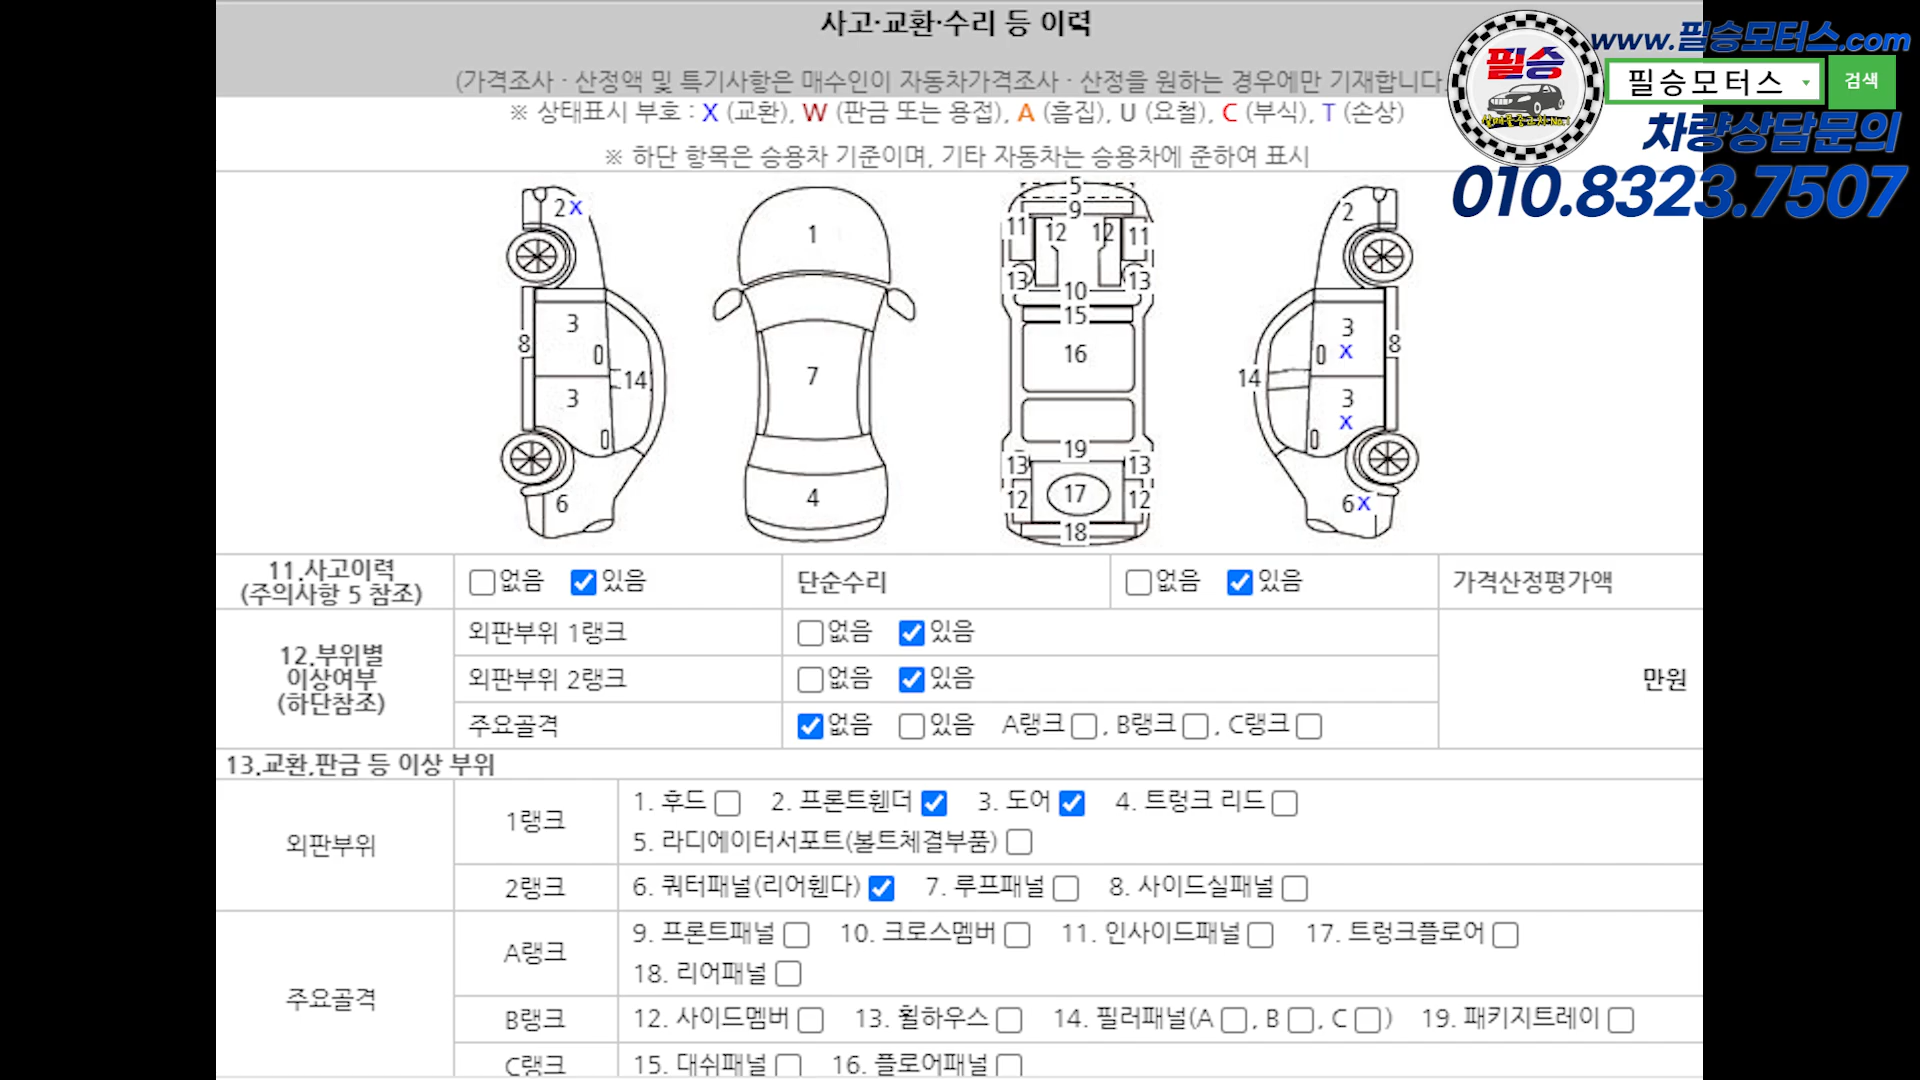 사고·교환·수리 등 이력
(가격조사 · 산정액 및 특기사항은 매수인이 자동차가격조사 · 산정을 원하는 경우에만 기재합니다.
※ 상태표시 부호 : X (교환), W (판금 또는 용접), A (흠집), U (요철), C (부식), T (손상)
※ 하단 항목은 승용차 기준이며, 기타 자동차는 승용차에 준하여 표시
www.필승모터스.com
필승
실매물중고차 No.1
필승모터스 검색
차량상담문의
010.8323.7507
2 X
3
3
8
14
6
1
7
4
5
9
11 12 12 11
13 13
10
15
16
19
13 13
12 17 12
18
2
3 X
3 X
8
14
6 X
11.사고이력
(주의사항 5 참조)
없음 있음 단순수리 없음 있음 가격산정평가액
12.부위별
이상여부
(하단참조)
외판부위 1랭크 없음 있음
외판부위 2랭크 없음 있음
주요골격 없음 있음 A랭크 , B랭크 , C랭크
만원
13.교환,판금 등 이상 부위
외판부위
1랭크
1. 후드 2. 프론트휀더 3. 도어 4. 트렁크 리드
5. 라디에이터서포트(볼트체결부품)
2랭크
6. 쿼터패널(리어휀다) 7. 루프패널 8. 사이드실패널
주요골격
A랭크
9. 프론트패널 10. 크로스멤버 11. 인사이드패널 17. 트렁크플로어
18. 리어패널
B랭크
12. 사이드멤버 13. 휠하우스 14. 필러패널(A , B , C ) 19. 패키지트레이
C랭크
15. 대쉬패널 16. 플로어패널